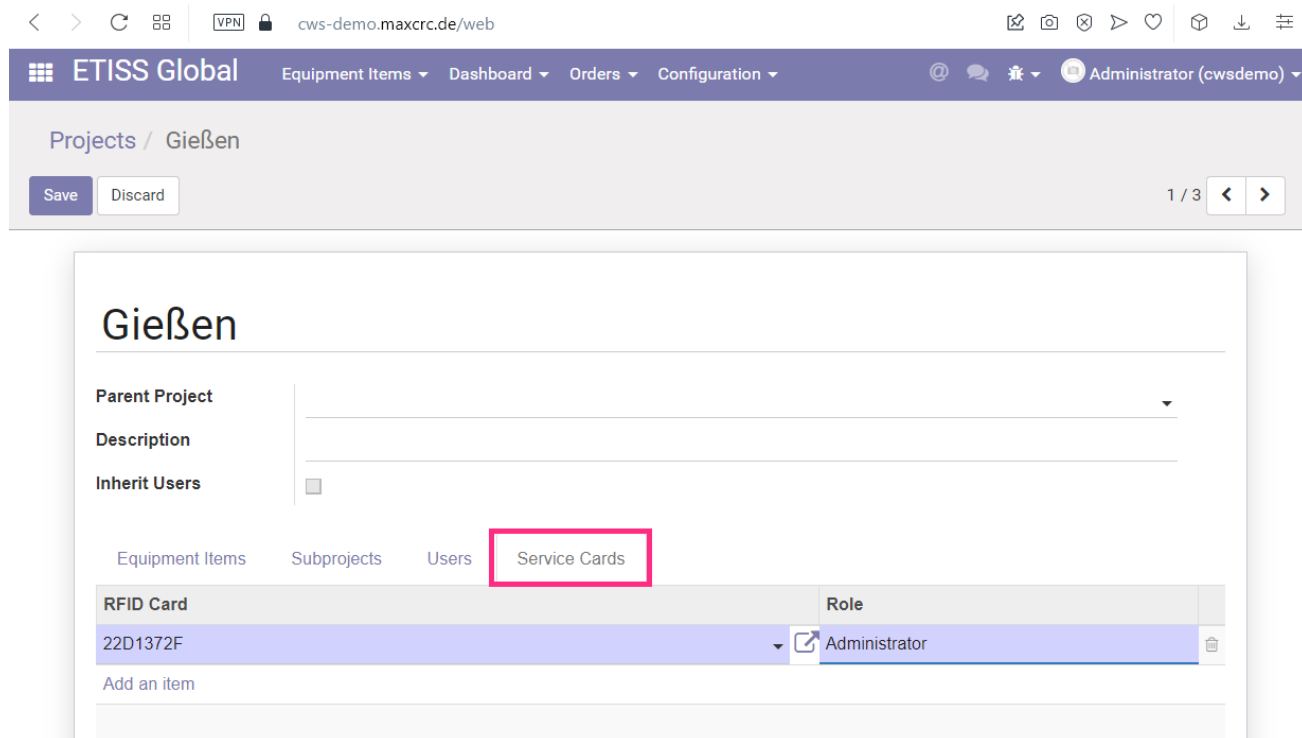 VPN cws-demo.maxcrc.de/web
ETISS Global Equipment Items Dashboard Orders Configuration @ Administrator (cwsdemo)
Projects / Gießen
Save Discard 1 / 3
Gießen
Parent Project
Description
Inherit Users
Equipment Items Subprojects Users Service Cards
RFID Card Role
22D1372F Administrator
Add an item